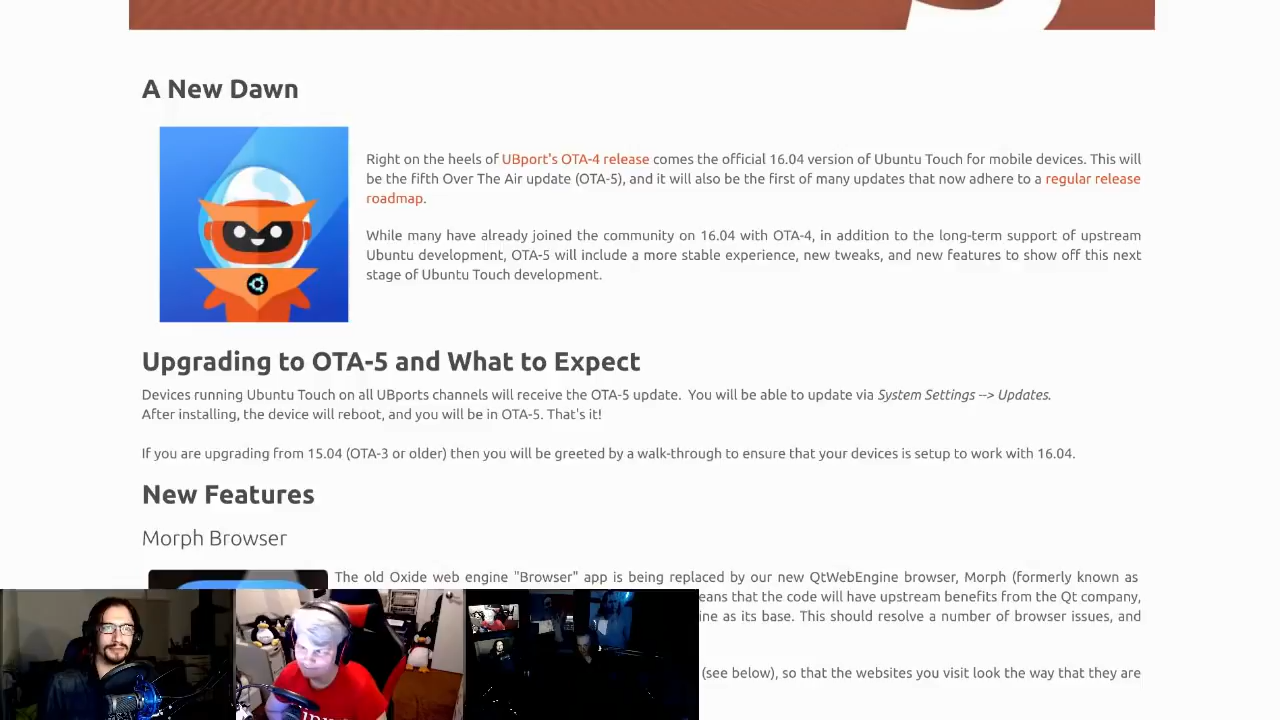 A New Dawn
Right on the heels of UBport's OTA-4 release comes the official 16.04 version of Ubuntu Touch for mobile devices. This will
be the fifth Over The Air update (OTA-5), and it will also be the first of many updates that now adhere to a regular release
roadmap.
While many have already joined the community on 16.04 with OTA-4, in addition to the long-term support of upstream
Ubuntu development, OTA-5 will include a more stable experience, new tweaks, and new features to show off this next
stage of Ubuntu Touch development.
Upgrading to OTA-5 and What to Expect
Devices running Ubuntu Touch on all UBports channels will receive the OTA-5 update. You will be able to update via System Settings --> Updates.
After installing, the device will reboot, and you will be in OTA-5. That's it!
If you are upgrading from 15.04 (OTA-3 or older) then you will be greeted by a walk-through to ensure that your devices is setup to work with 16.04.
New Features
Morph Browser
The old Oxide web engine "Browser" app is being replaced by our new QtWebEngine browser, Morph (formerly known as
eans that the code will have upstream benefits from the Qt company,
ine as its base. This should resolve a number of browser issues, and
(see below), so that the websites you visit look the way that they are